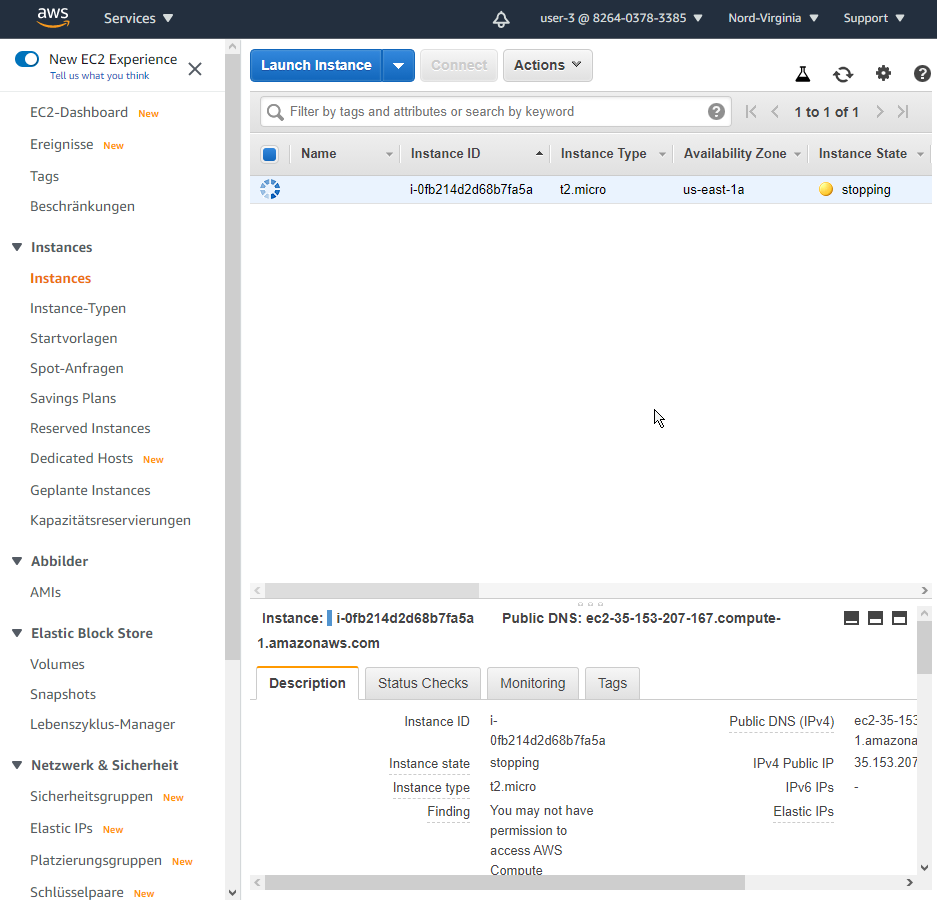 aws
Services
user-3 @ 8264-0378-3385
Nord-Virginia
Support
New EC2 Experience
Tell us what you think
EC2-Dashboard New
Ereignisse New
Tags
Beschränkungen
Instances
Instances
Instance-Typen
Startvorlagen
Spot-Anfragen
Savings Plans
Reserved Instances
Dedicated Hosts New
Geplante Instances
Kapazitätsreservierungen
Abbilder
AMIs
Elastic Block Store
Volumes
Snapshots
Lebenszyklus-Manager
Netzwerk & Sicherheit
Sicherheitsgruppen New
Elastic IPs New
Platzierungsgruppen New
Schlüsselpaare New
Launch Instance
Connect
Actions
Filter by tags and attributes or search by keyword
1 to 1 of 1
Name Instance ID Instance Type Availability Zone Instance State
i-0fb214d2d68b7fa5a t2.micro us-east-1a stopping
Instance: i-0fb214d2d68b7fa5a Public DNS: ec2-35-153-207-167.compute-
1.amazonaws.com
Description
Status Checks
Monitoring
Tags
Instance ID i-
0fb214d2d68b7fa5a
Instance state stopping
Instance type t2.micro
Finding You may not have
permission to
access AWS
Compute
Public DNS (IPv4) ec2-35-153
1.amazona
IPv4 Public IP 35.153.207
IPv6 IPs -
Elastic IPs